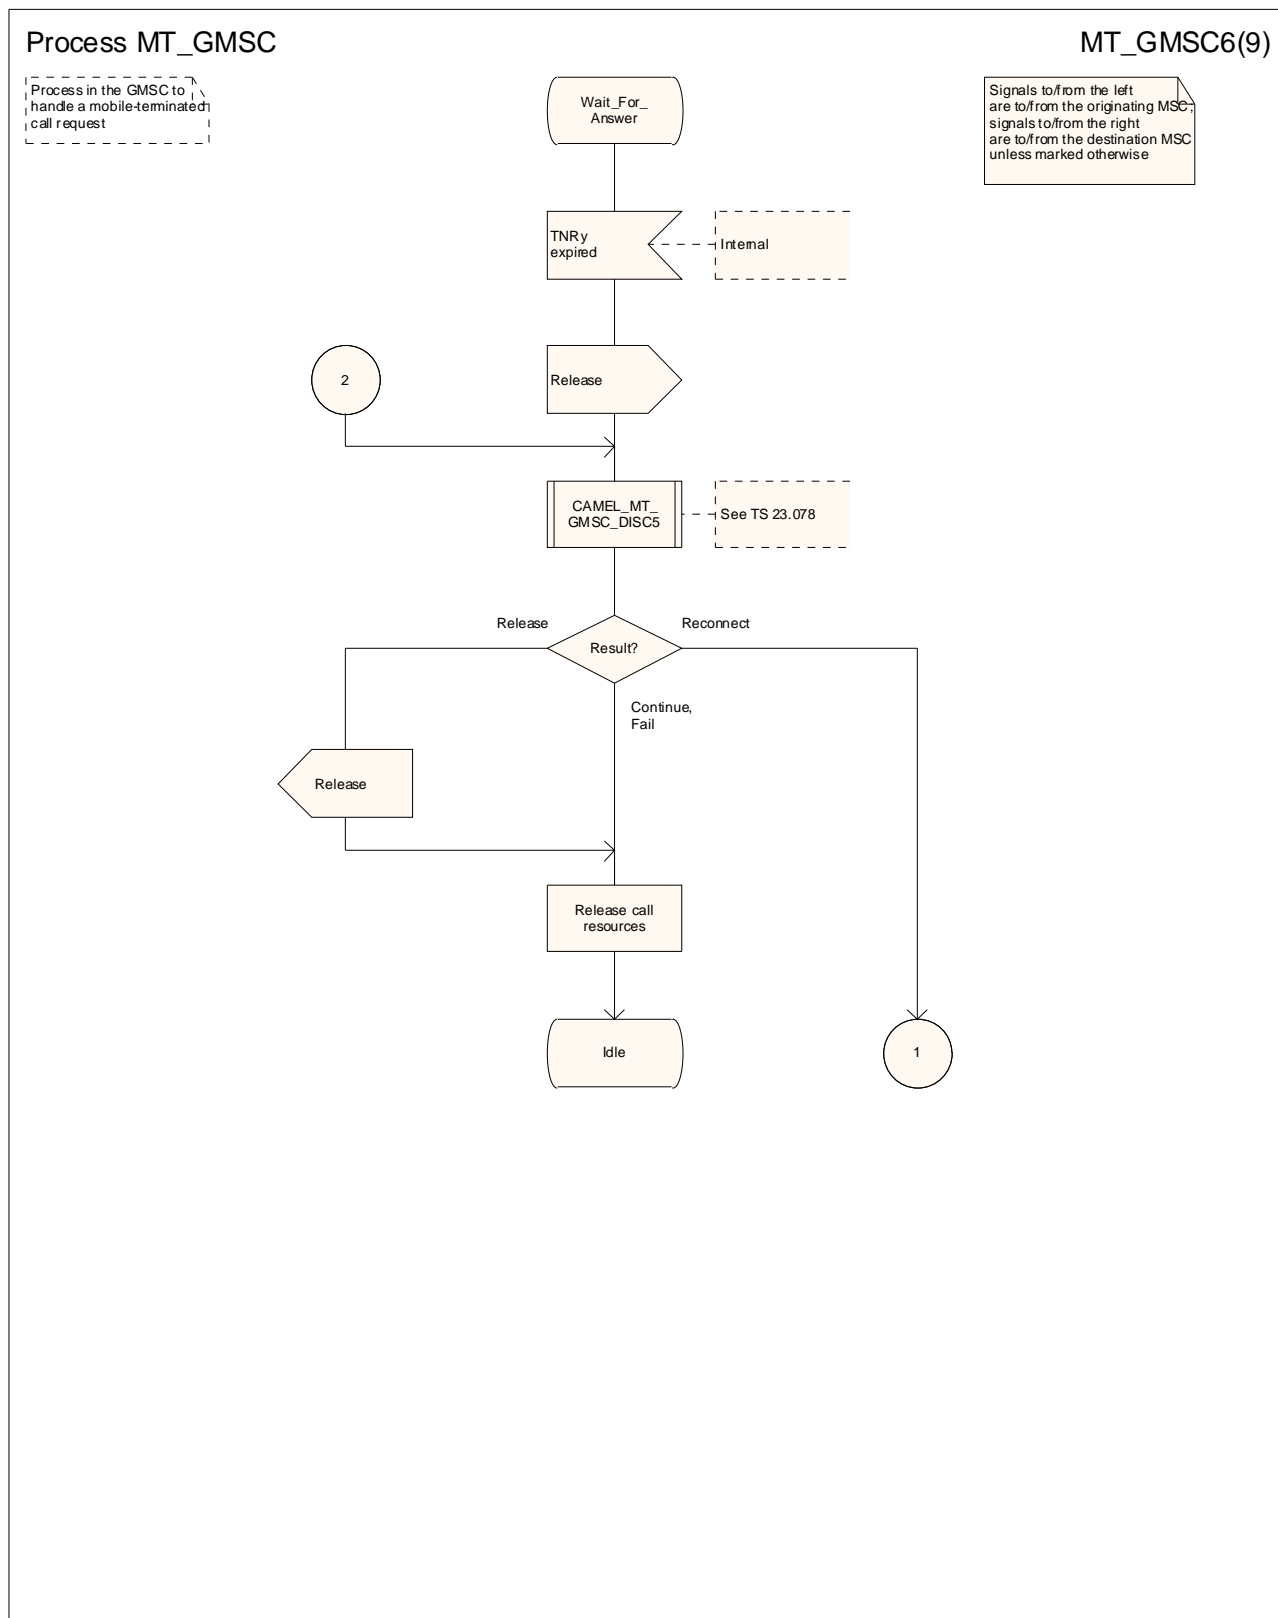 Process MT_GMSC
MT_GMSC6(9)
Process in the GMSC to
handle a mobile-terminated
call request
Signals to/from the left
are to/from the originating MSC;
signals to/from the right
are to/from the destination MSC
unless marked otherwise
Wait_For_
Answer
TNRy
expired
Internal
2
Release
CAMEL_MT_
GMSC_DISC5
See TS 23.078
Release
Reconnect
Result?
Continue,
Fail
Release
Release call
resources
Idle
1